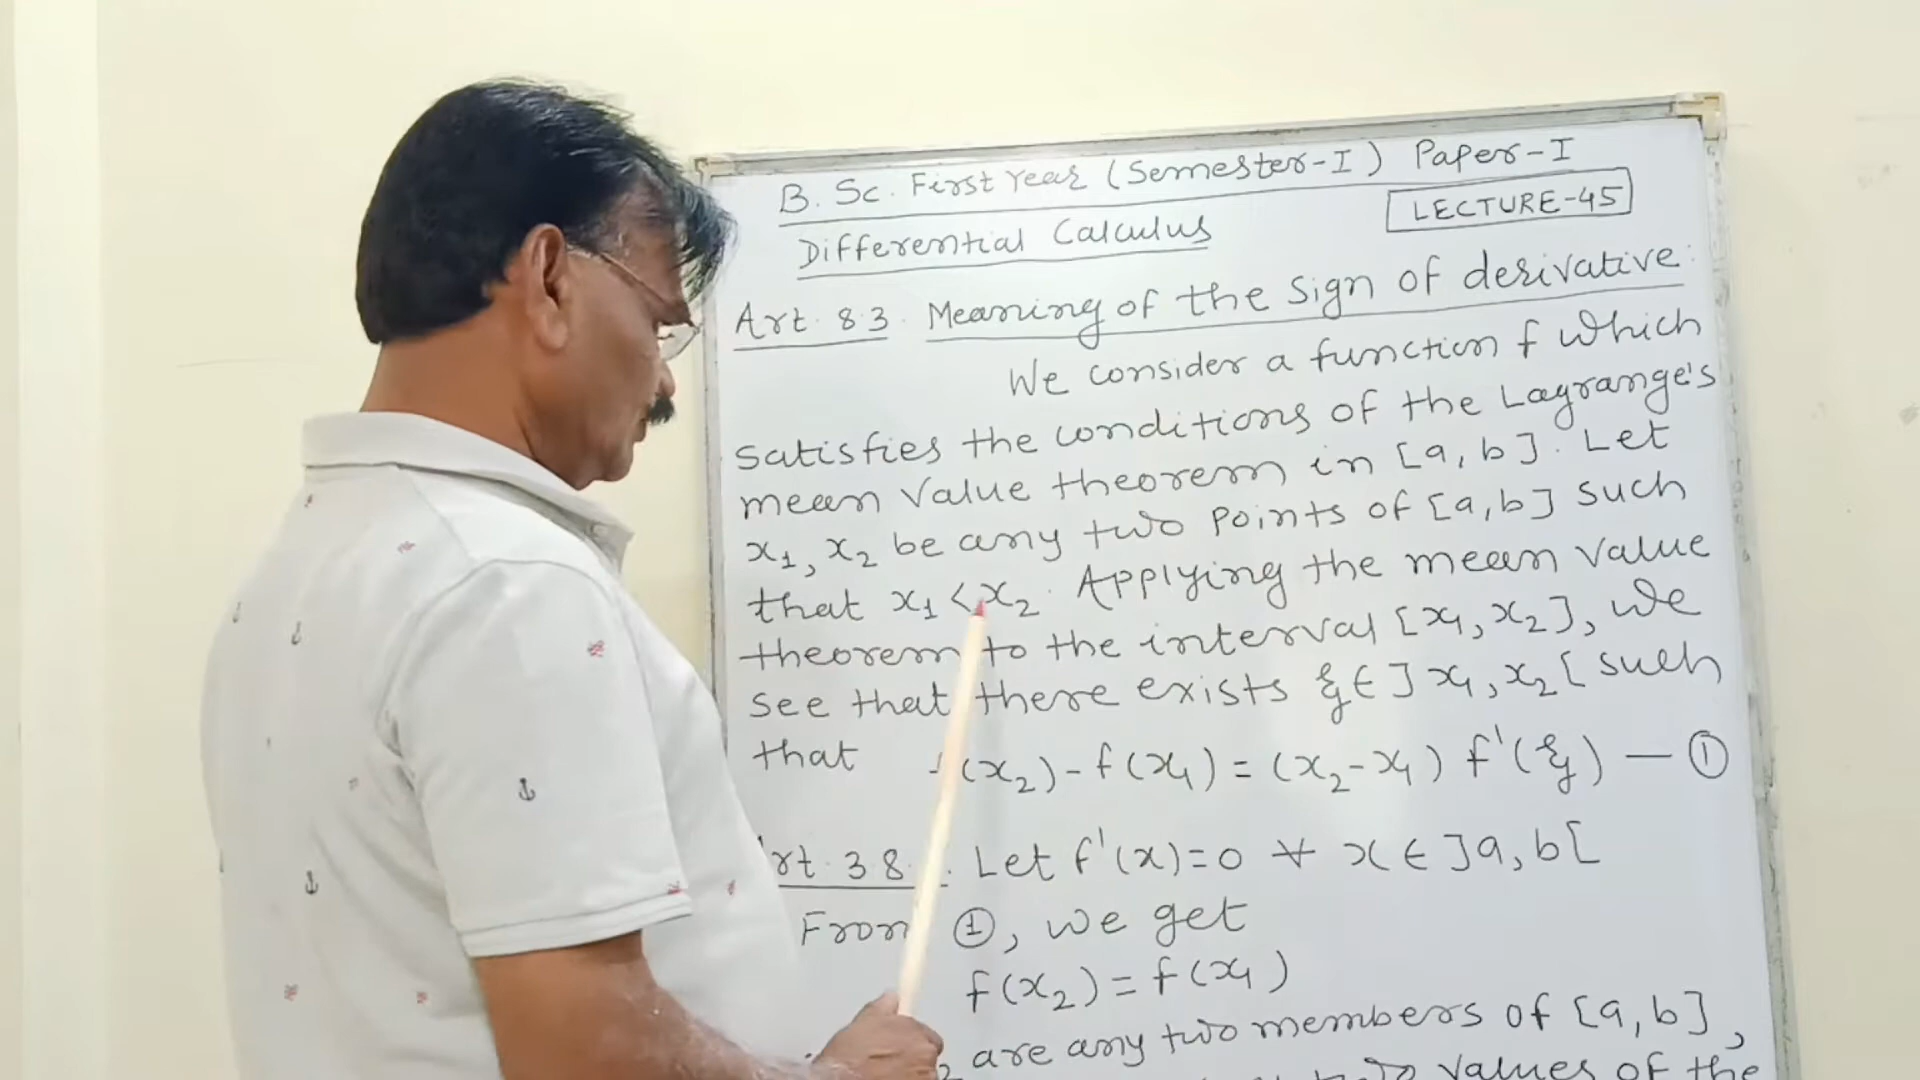 B. Sc. First Year (Semester-I) Paper-I
Differential Calculus
LECTURE-45
Art. 8.3. Meaning of the sign of derivative.
We consider a function f which
satisfies the conditions of the Lagrange's
mean value theorem in [a, b]. Let
x₁, x₂ be any two points of [a, b] such
that x₁ < x₂. Applying the mean value
theorem to the interval [x₁, x₂], we
see that there exists ξ ∈ ]x₁, x₂[ such
that (x₂) - f(x₁) = (x₂ - x₁) f'(ξ) — ①
Let f'(x) = 0 ∀ x ∈ ]a, b[
From ①, we get
f(x₂) = f(x₁)
are any two members of [a, b],
values of the